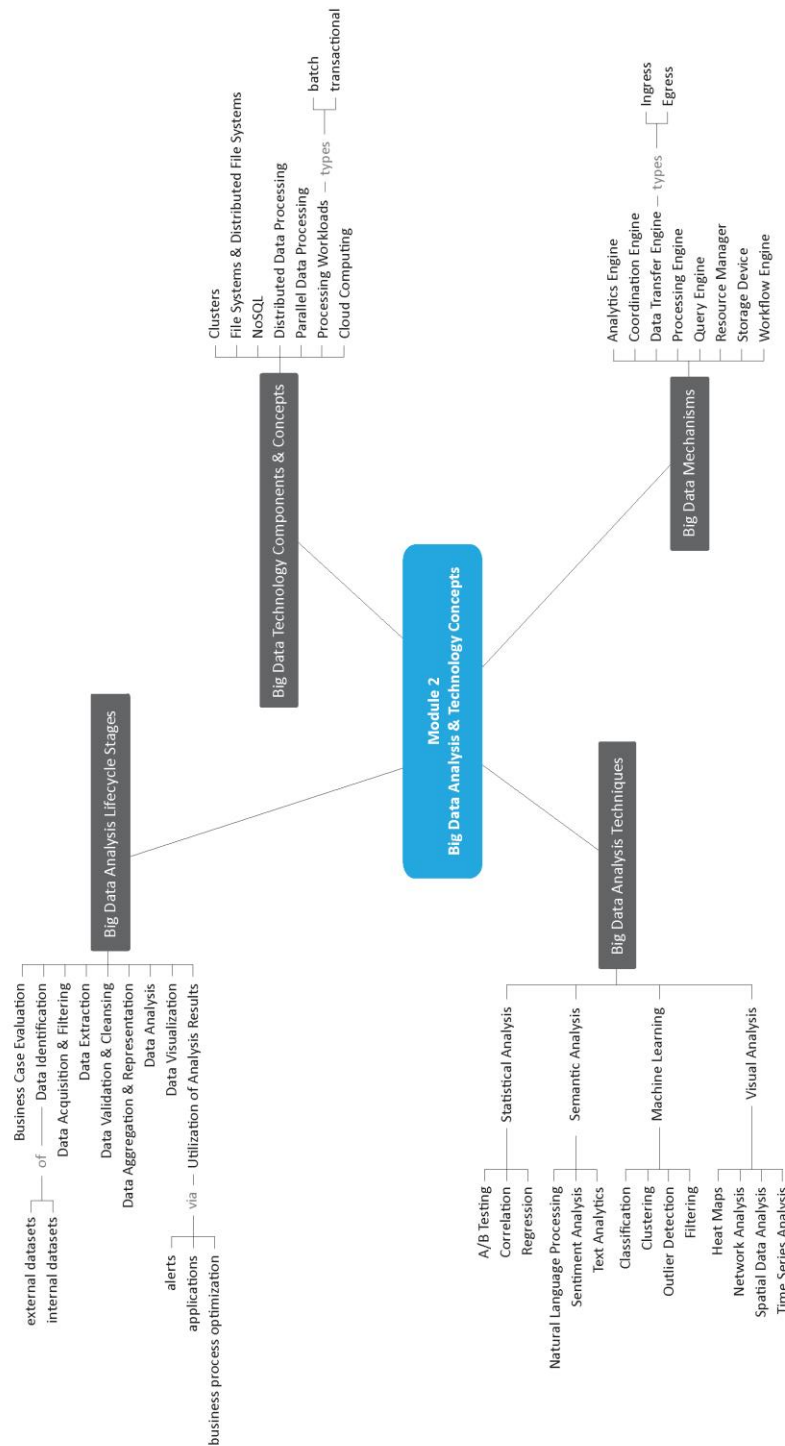 Module 2
Big Data Analysis & Technology Concepts
Big Data Analysis Lifecycle Stages
Business Case Evaluation
Data Identification
of
external datasets
internal datasets
Data Acquisition & Filtering
Data Extraction
Data Validation & Cleansing
Data Aggregation & Representation
Data Analysis
Data Visualization
Utilization of Analysis Results
via
alerts
applications
business process optimization
Big Data Technology Components & Concepts
Clusters
File Systems & Distributed File Systems
NoSQL
Distributed Data Processing
Parallel Data Processing
Processing Workloads
types
batch
transactional
Cloud Computing
Big Data Analysis Techniques
Statistical Analysis
A/B Testing
Correlation
Regression
Semantic Analysis
Natural Language Processing
Sentiment Analysis
Text Analytics
Machine Learning
Classification
Clustering
Outlier Detection
Filtering
Visual Analysis
Heat Maps
Network Analysis
Spatial Data Analysis
Time Series Analysis
Big Data Mechanisms
Analytics Engine
Coordination Engine
Data Transfer Engine
types
Ingress
Egress
Processing Engine
Query Engine
Resource Manager
Storage Device
Workflow Engine